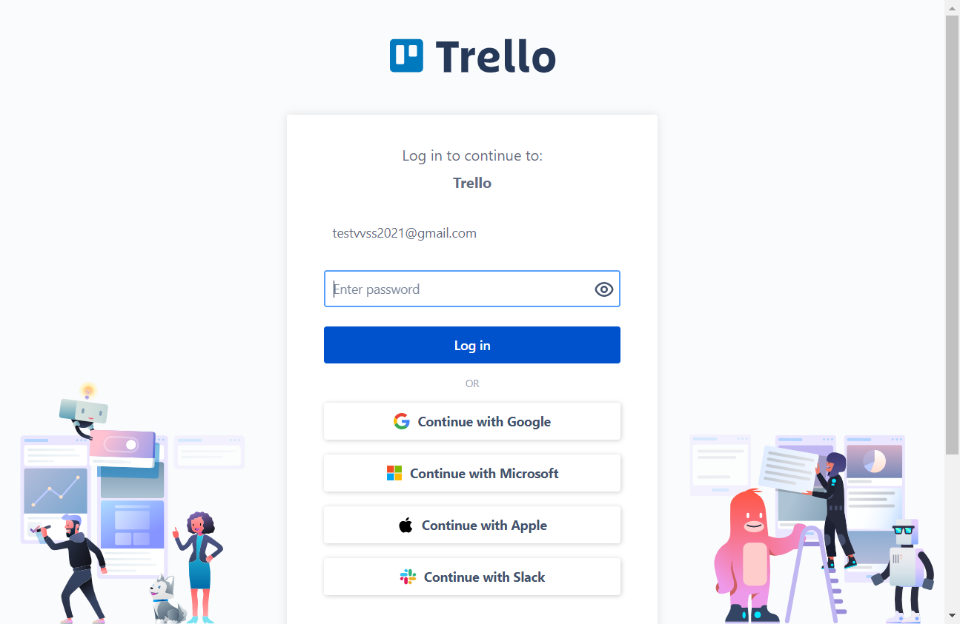 Trello
Log in to continue to:
Trello
testvvss2021@gmail.com
Enter password
Log in
OR
Continue with Google
Continue with Microsoft
Continue with Apple
Continue with Slack